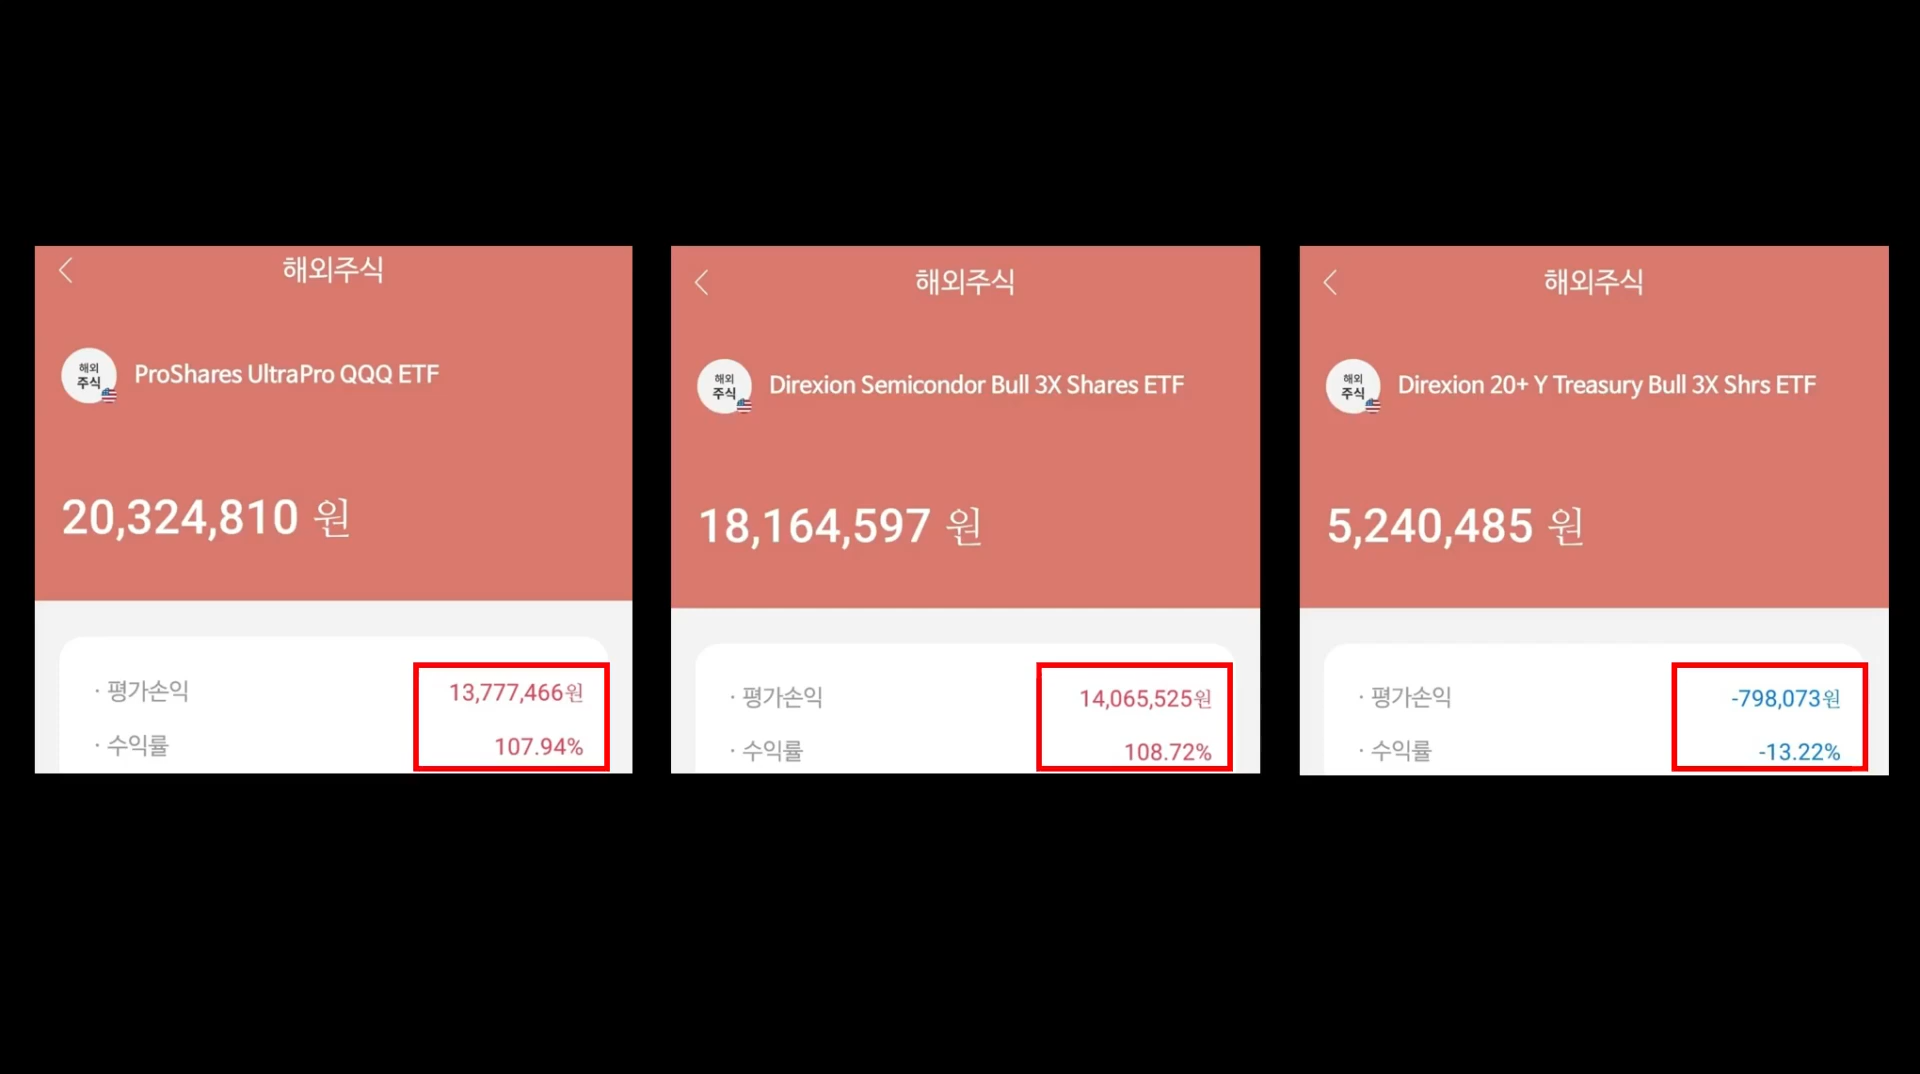 해외주식
해외
주식
ProShares UltraPro QQQ ETF
20,324,810 원
· 평가손익 13,777,466원
· 수익률 107.94%
해외주식
해외
주식
Direxion Semicondor Bull 3X Shares ETF
18,164,597 원
· 평가손익 14,065,525원
· 수익률 108.72%
해외주식
해외
주식
Direxion 20+ Y Treasury Bull 3X Shrs ETF
5,240,485 원
· 평가손익 -798,073원
· 수익률 -13.22%